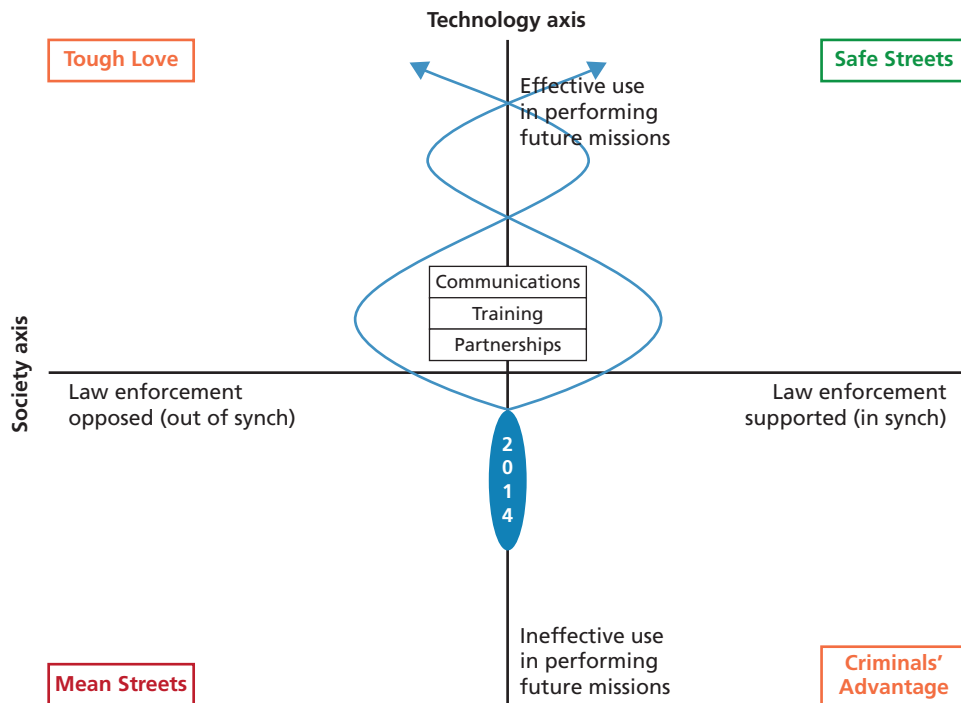 Technology axis
Tough Love
Safe Streets
Effective use
in performing
future missions
Communications
Training
Partnerships
Society axis
Law enforcement
opposed (out of synch)
Law enforcement
supported (in synch)
2
0
1
4
Ineffective use
in performing
future missions
Mean Streets
Criminals’
Advantage